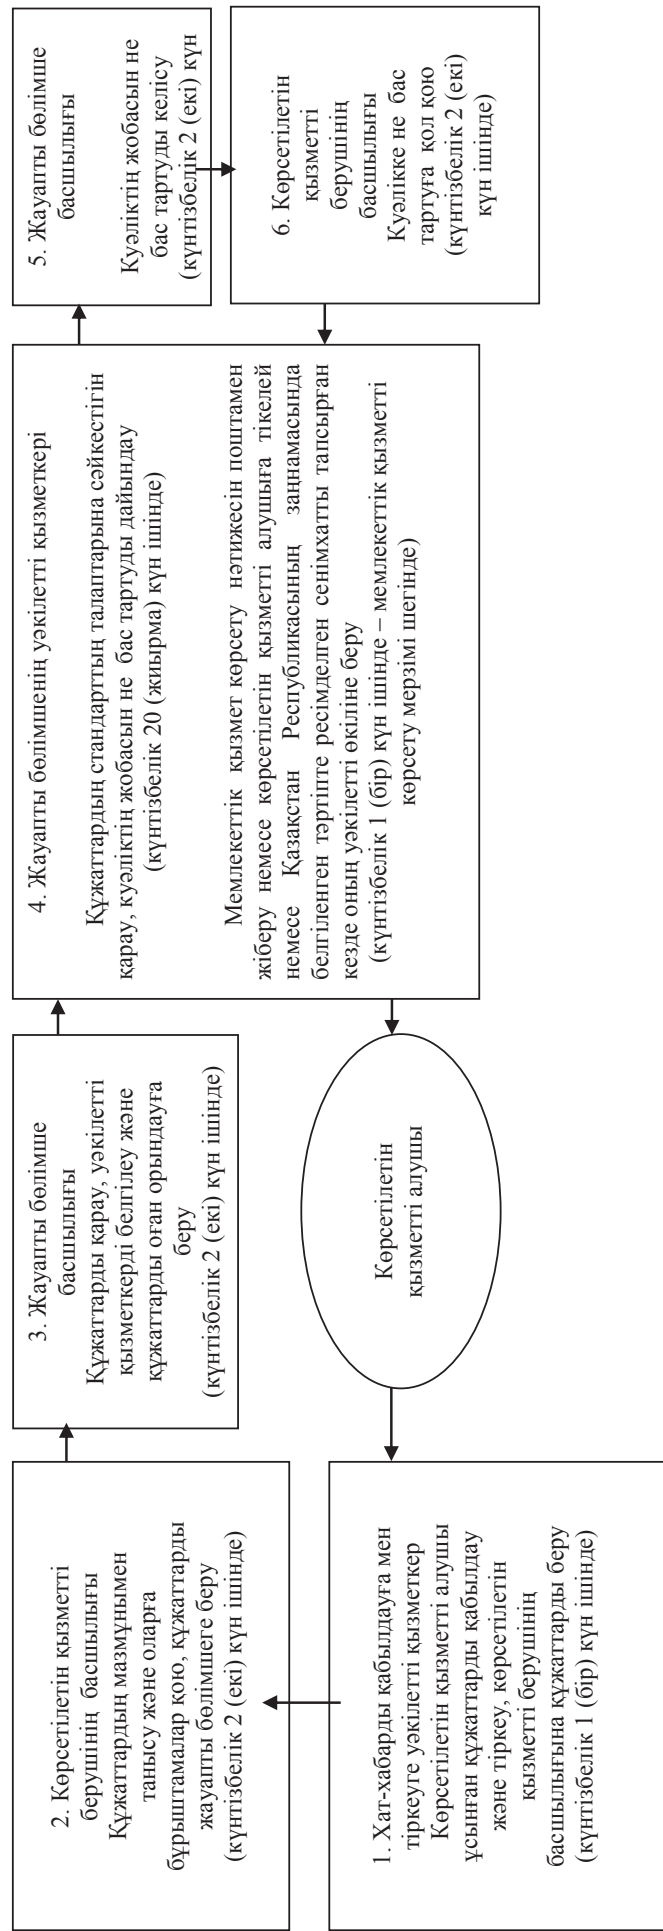 1. Хат-хабарды қабылдауға мен
тіркеуге уәкілетті қызметкер
Көрсетілетін қызметті алушы
ұсынған құжаттарды қабылдау
және тіркеу, көрсетілетін
қызметті берушінің
басшылығына құжаттарды беру
(күнтізбелік 1 (бір) күн ішінде)
2. Көрсетілетін қызметті
берушінің басшылығы
Құжаттардың мазмұнымен
танысу және оларға
бұрыштамалар қою, құжаттарды
жауапты бөлімшеге беру
(күнтізбелік 2 (екі) күн ішінде)
3. Жауапты бөлімше
басшылығы
Құжаттарды қарау, уәкілетті
қызметкерді белгілеу және
құжаттарды оған орындауға
беру
(күнтізбелік 2 (екі) күн ішінде)
4. Жауапты бөлімшенің уәкілетті қызметкері
Құжаттардың стандарттың талаптарына сәйкестігін
қарау, куәліктің жобасын не бас тартуды дайындау
(күнтізбелік 20 (жиырма) күн ішінде)
Мемлекеттік қызмет көрсету нәтижесін поштамен
жіберу немесе көрсетілетін қызметті алушыға тікелей
немесе Қазақстан Республикасының заңнамасында
белгіленген тәртіпте ресімделген сенімхатты тапсырған
кезде оның уәкілетті өкіліне беру
(күнтізбелік 1 (бір) күн ішінде – мемлекеттік қызметті
көрсету мерзімі шегінде)
5. Жауапты бөлімше
басшылығы
Куәліктің жобасын не
бас тартуды келісу
(күнтізбелік 2 (екі) күн
6. Көрсетілетін
қызметті
берушінің
басшылығы
Куәлікке не бас
тартуға қол қою
(күнтізбелік 2 (екі)
күн ішінде)
Көрсетілетін
қызметті алушы